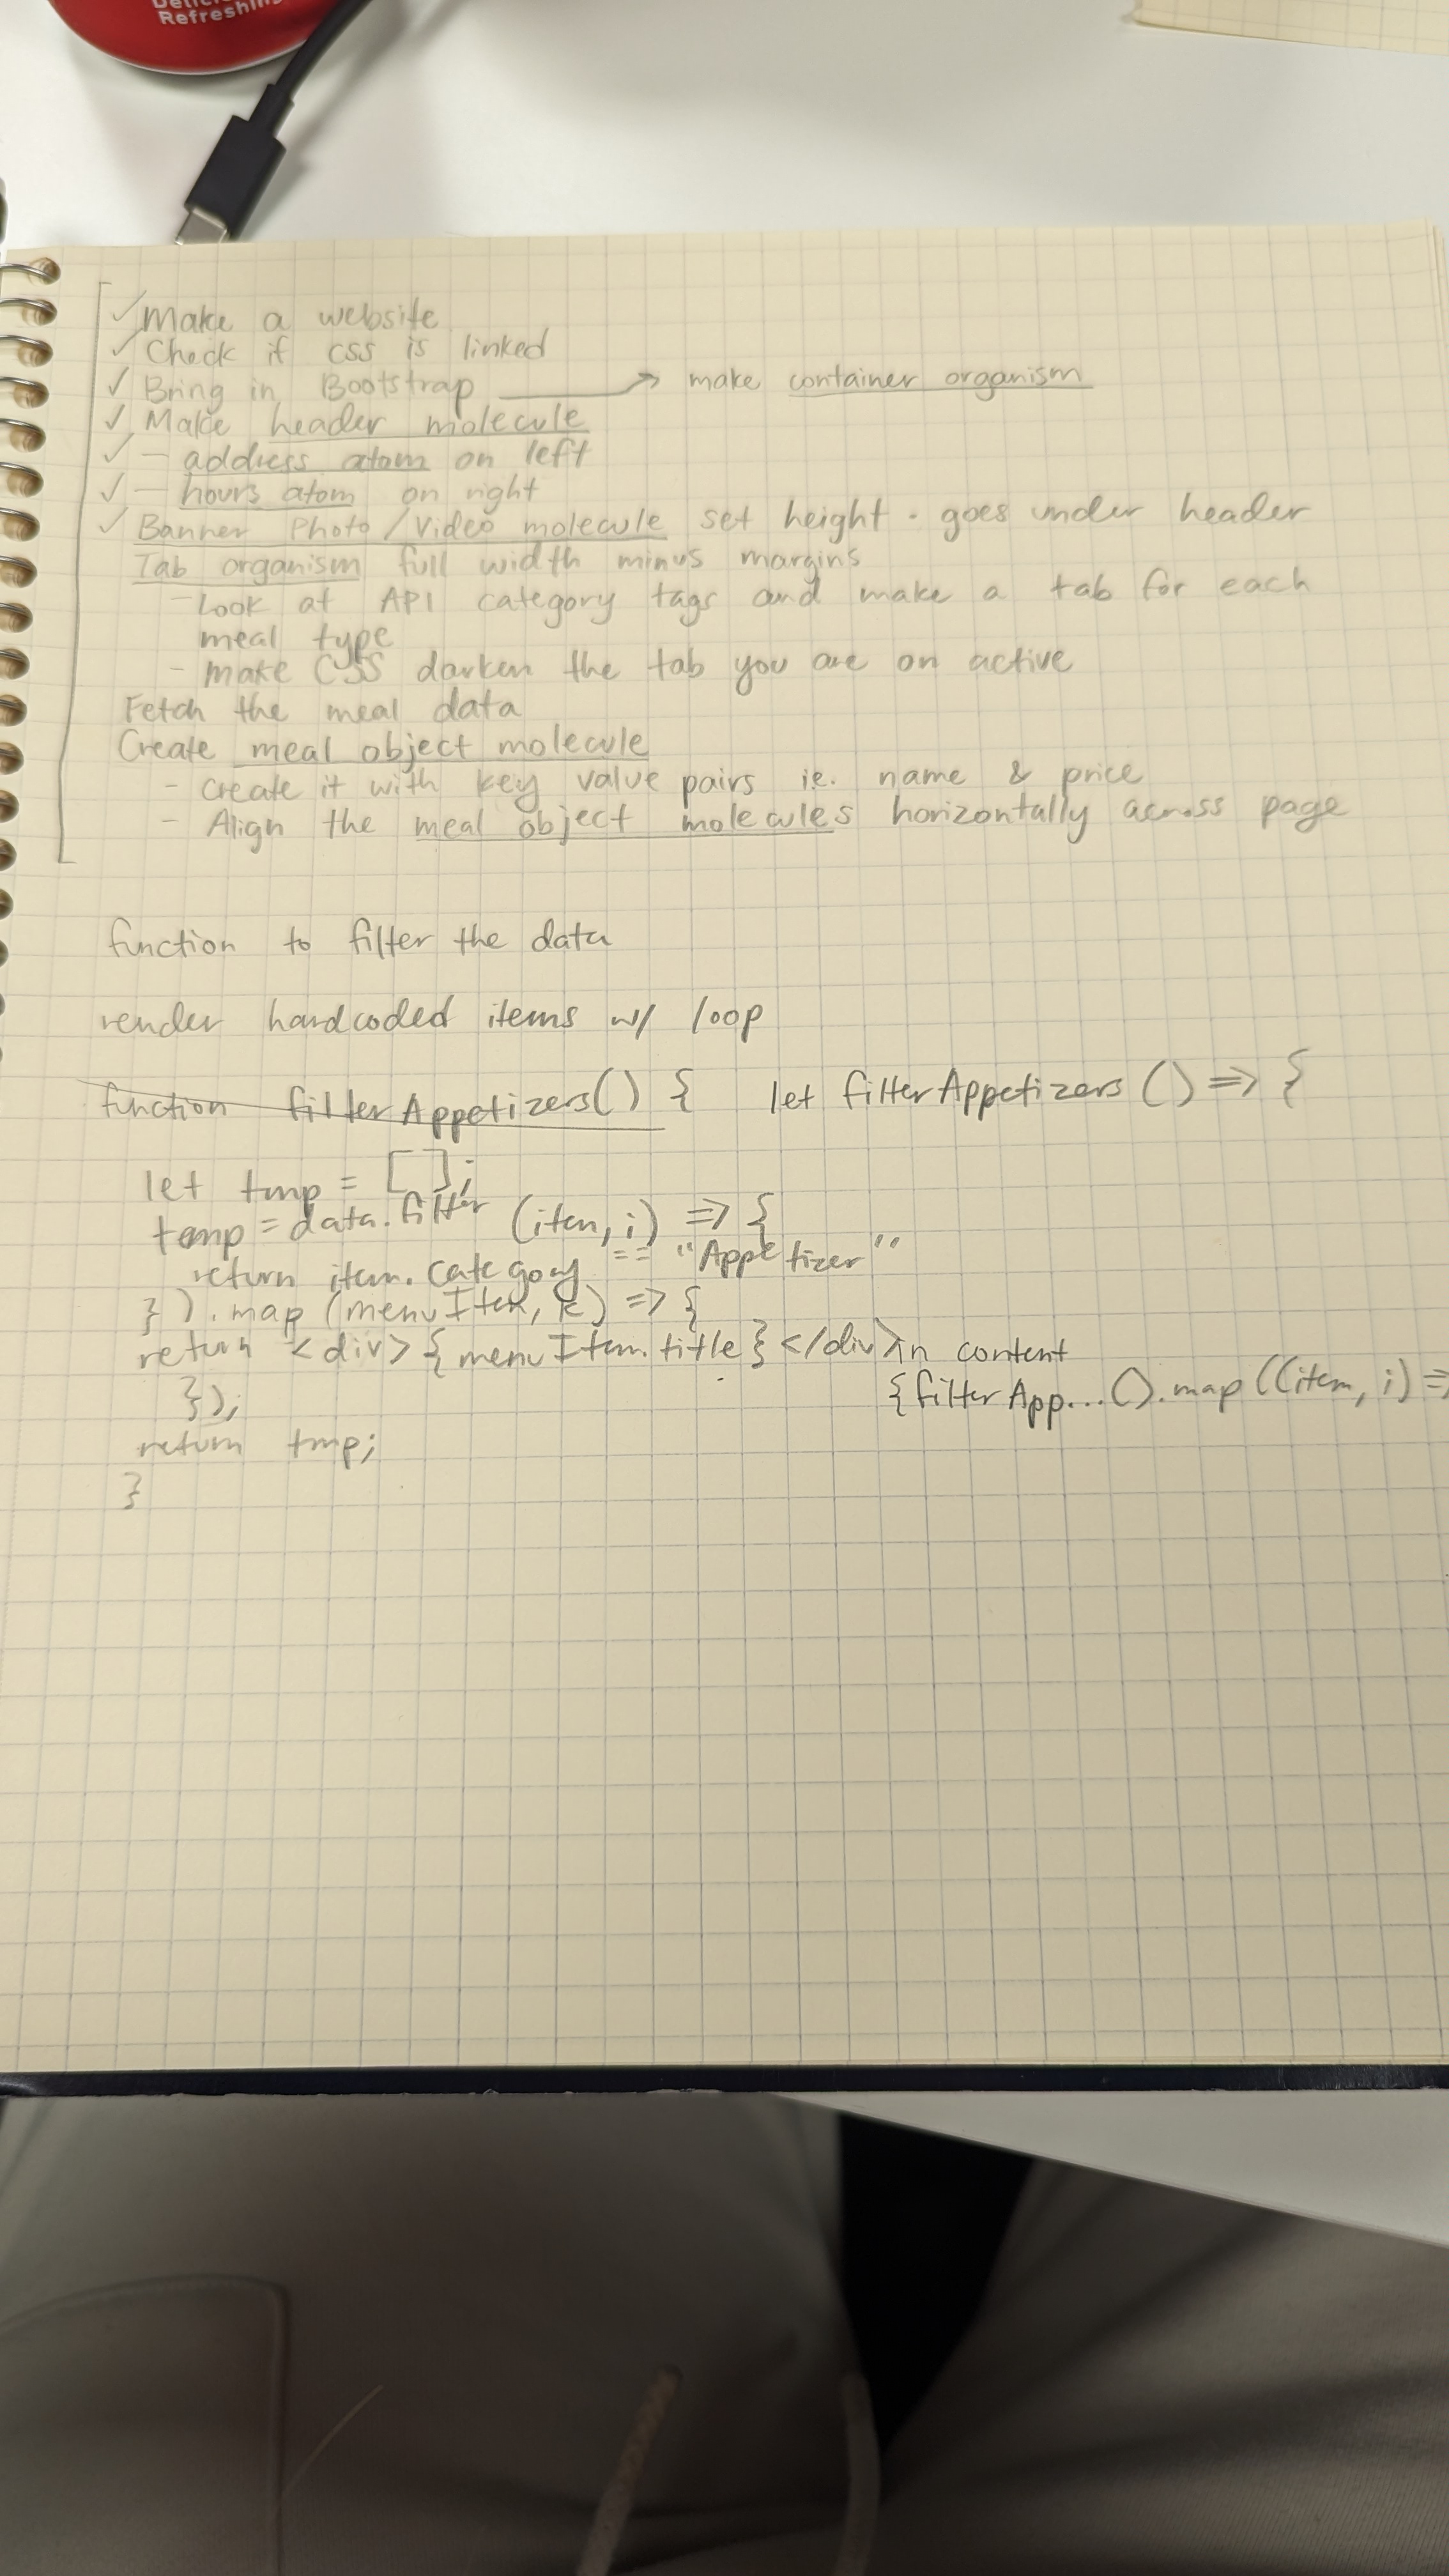 Refreshin
✓ Make a website
✓ Check if css is linked
✓ Bring in Bootstrap → make container organism
✓ Make header molecule
✓ - address atom on left
✓ - hours atom on right
✓ Banner Photo/Video molecule set height · goes under header
Tab organism full width minus margins
- Look at API category tags and make a tab for each
meal type
- make CSS darken the tab you are on active
Fetch the meal data
Create meal object molecule
- create it with key value pairs ie. name & price
- Align the meal object molecules horizontally across page
function to filter the data
render hardcoded items w/ loop
function filterAppetizers() { let filterAppetizers () => {
let tmp = [ ];
temp = data.filter (item, i) => {
return item.category == "Appetizer"
}).map (menuItem, k) => {
return <div>{menuItem.title}</div> in content
}); {filterApp...().map((item, i) =>
return tmp;
}